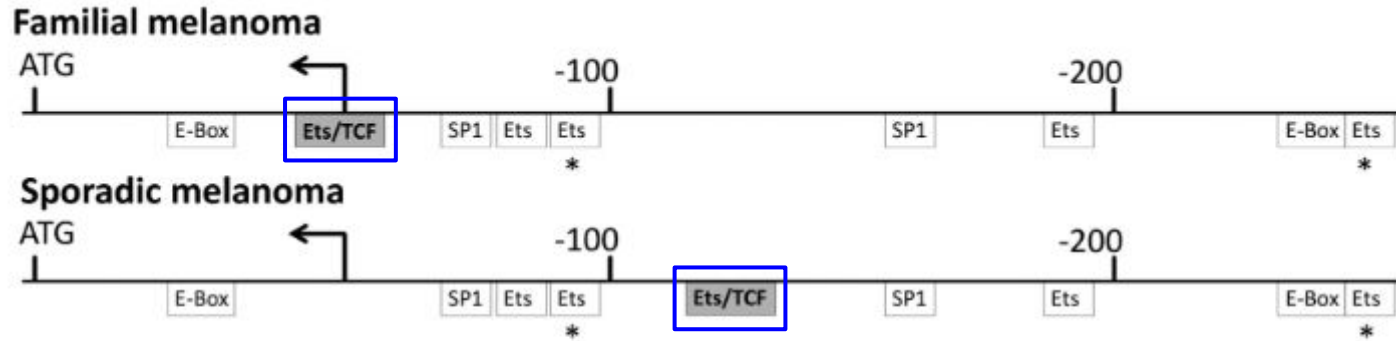 Familial melanoma
ATG -100 -200
E-Box Ets/TCF SP1 Ets Ets SP1 Ets E-Box Ets
* *
Sporadic melanoma
ATG -100 -200
E-Box SP1 Ets Ets Ets/TCF SP1 Ets E-Box Ets
* *